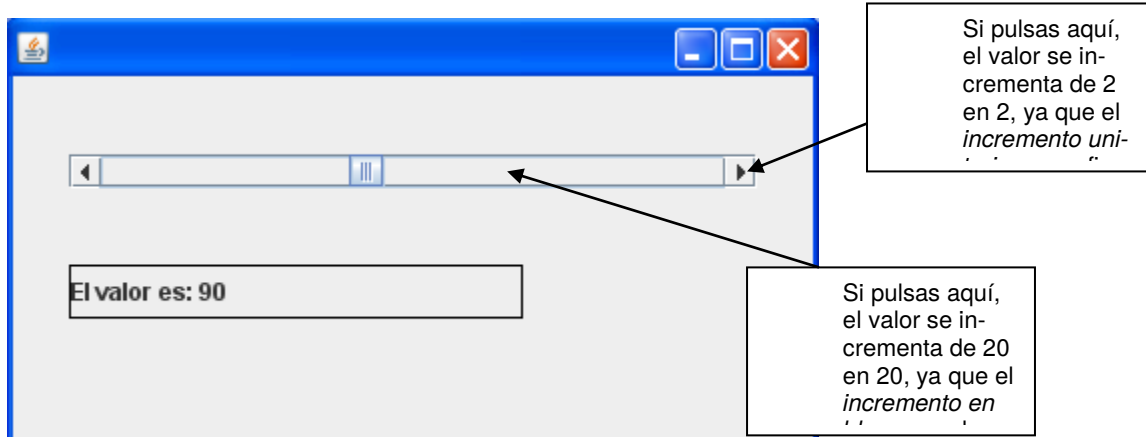 Si pulsas aquí,
el valor se in-
crementa de 2
en 2, ya que el
incremento uni-
El valor es: 90
Si pulsas aquí,
el valor se in-
crementa de 20
en 20, ya que el
incremento en